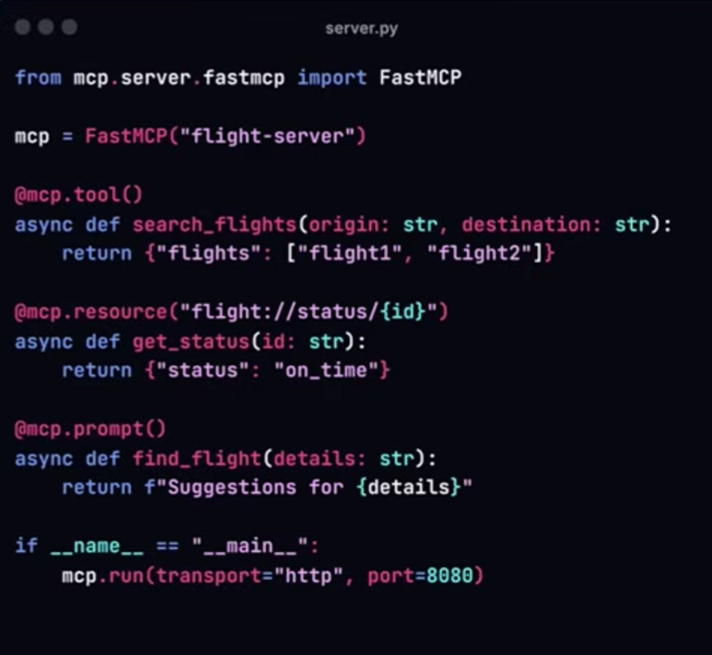 server.py
from mcp.server.fastmcp import FastMCP
mcp = FastMCP("flight-server")
@mcp.tool()
async def search_flights(origin: str, destination: str):
    return {"flights": ["flight1", "flight2"]}
@mcp.resource("flight://status/{id}")
async def get_status(id: str):
    return {"status": "on_time"}
@mcp.prompt()
async def find_flight(details: str):
    return f"Suggestions for {details}"
if __name__ == "__main__":
    mcp.run(transport="http", port=8080)